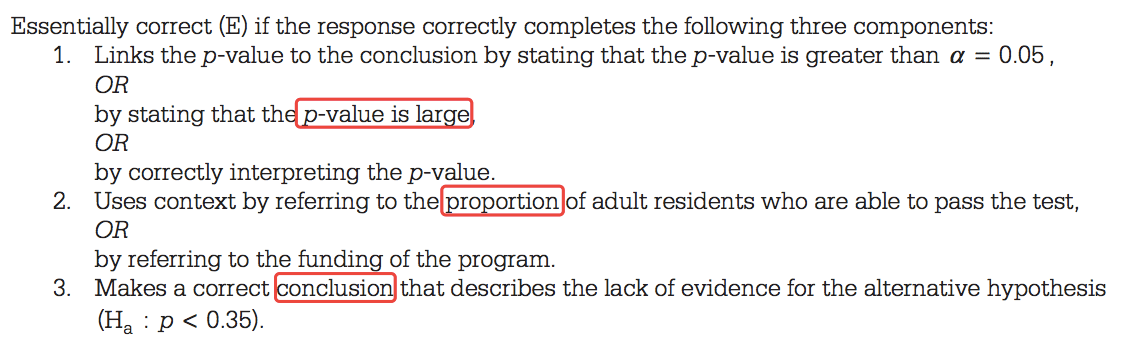 Essentially correct (E) if the response correctly completes the following three components:
1. Links the p-value to the conclusion by stating that the p-value is greater than α = 0.05 ,
OR
by stating that the p-value is large,
OR
by correctly interpreting the p-value.
2. Uses context by referring to the proportion of adult residents who are able to pass the test,
OR
by referring to the funding of the program.
3. Makes a correct conclusion that describes the lack of evidence for the alternative hypothesis
(Hₐ : p < 0.35).